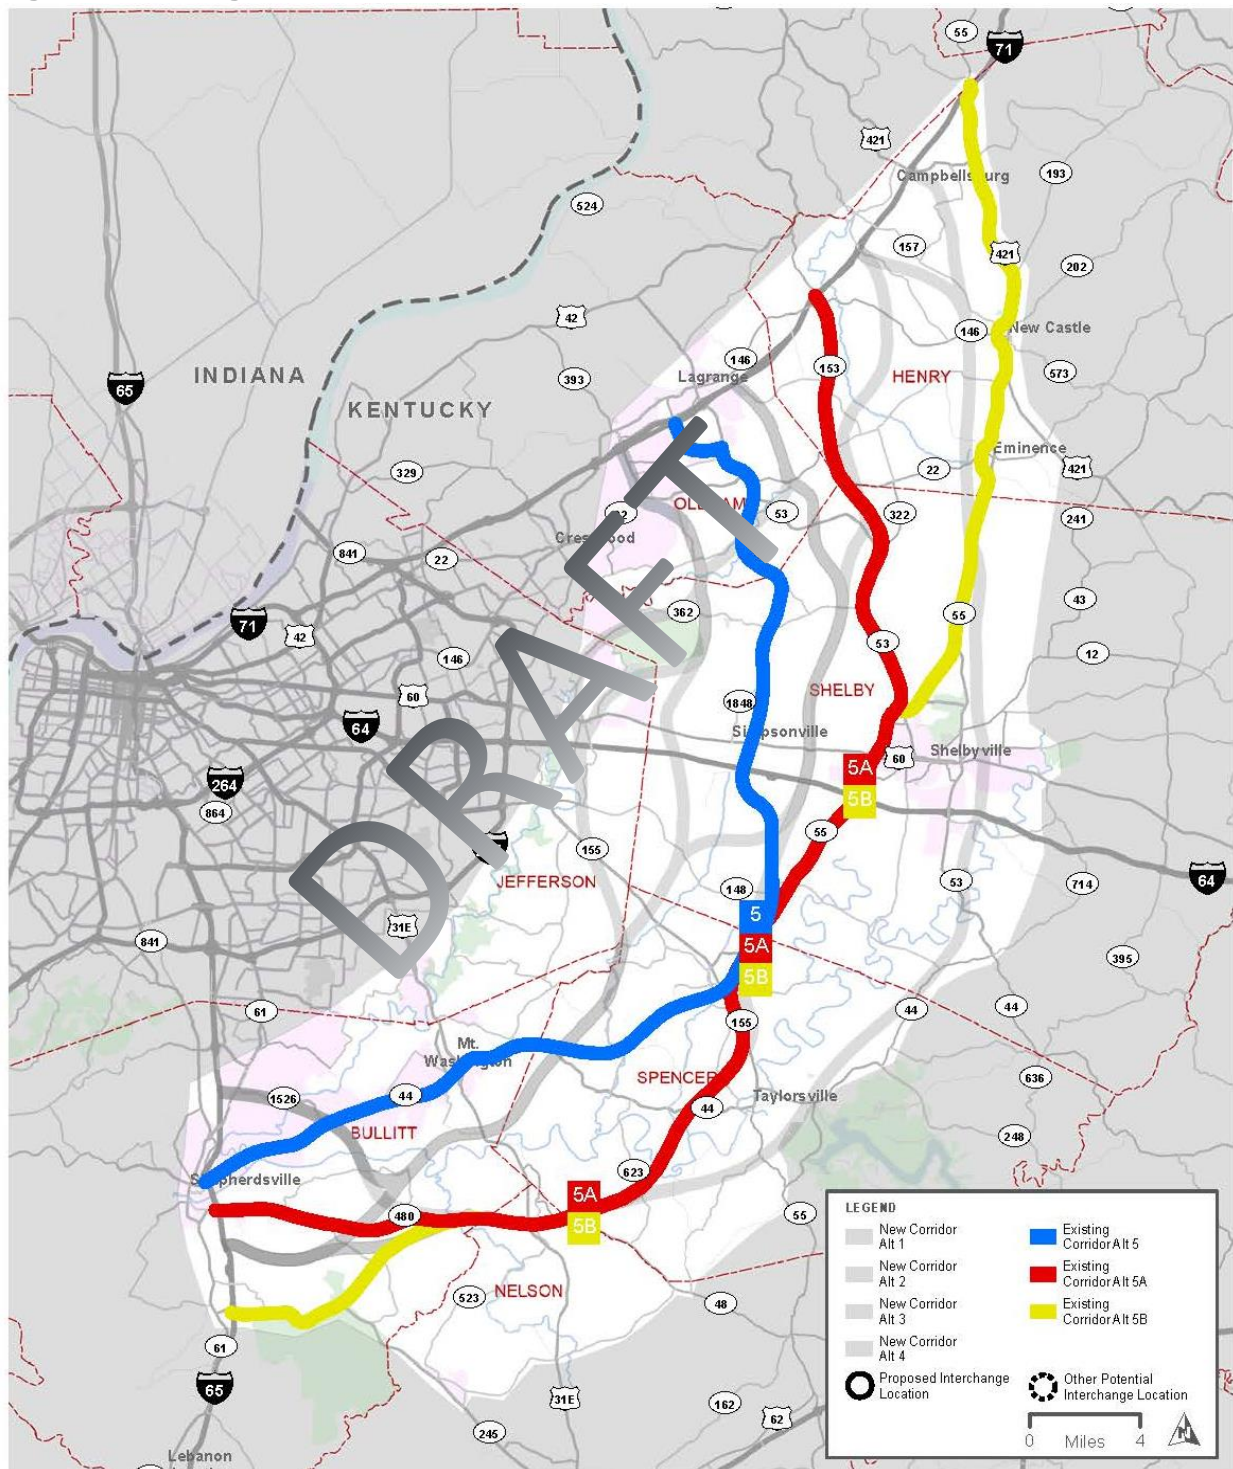 55
71
421
Campbellsburg
193
524
157
421
202
42
146
New Castle
INDIANA
146
393
Lagrange
153
HENRY
573
65
KENTUCKY
Eminence
329
22
421
OLDHAM
53
322
241
Crestwood
841
22
362
43
71
42
55
53
12
146
60
SHELBY
1848
64
Simpsonville
Shelbyville
60
5A
5B
264
864
55
155
JEFFERSON
148
53
714
64
5
31E
841
5A
395
5B
61
44
44
155
Mt.
Washington
SPENCER
636
1526
44
Taylorsville
44
BULLITT
248
623
Shepherdsville
5A
480
5B
55
NELSON
523
48
61
65
31E
162
62
245
Lebanon
DRAFT
LEGEND
New Corridor
Alt 1
New Corridor
Alt 2
New Corridor
Alt 3
New Corridor
Alt 4
Proposed Interchange
Location
Existing
Corridor Alt 5
Existing
Corridor Alt 5A
Existing
Corridor Alt 5B
Other Potential
Interchange Location
0 Miles 4
N